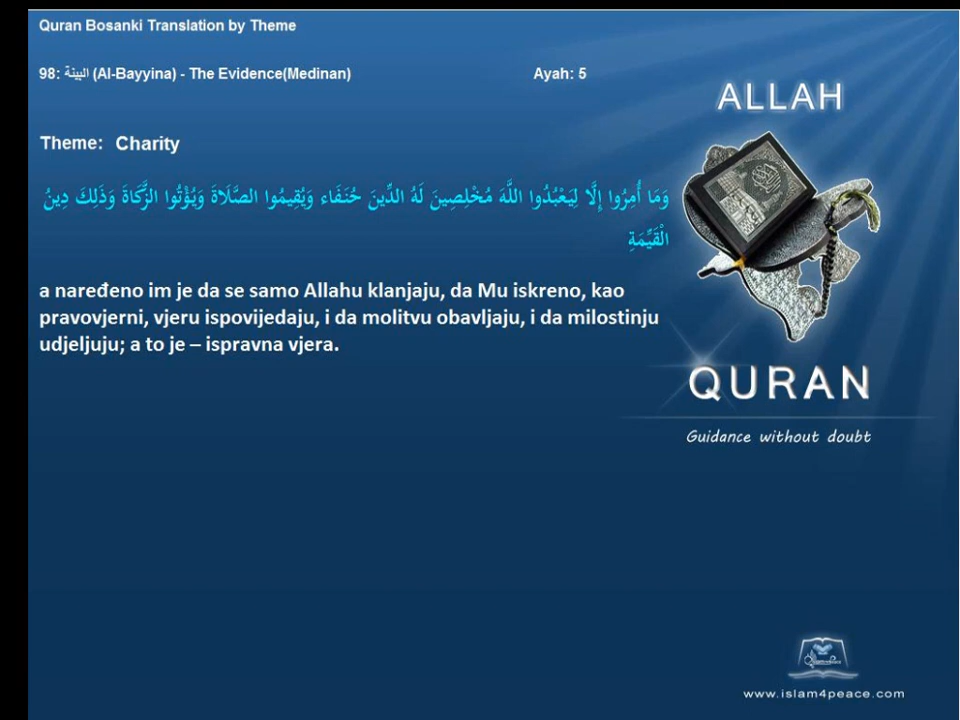 Quran Bosanki Translation by Theme
98: البينة (Al-Bayyina) - The Evidence(Medinan) Ayah: 5
Theme: Charity
وَمَا أُمِرُوا إِلَّا لِيَعْبُدُوا اللَّهَ مُخْلِصِينَ لَهُ الدِّينَ حُنَفَاء وَيُقِيمُوا الصَّلَاةَ وَيُؤْتُوا الزَّكَاةَ وَذَلِكَ دِينُ
الْقَيِّمَةِ
a naređeno im je da se samo Allahu klanjaju, da Mu iskreno, kao
pravovjerni, vjeru ispovijedaju, i da molitvu obavljaju, i da milostinju
udjeljuju; a to je – ispravna vjera.
ALLAH
QURAN
Guidance without doubt
www.islam4peace.com